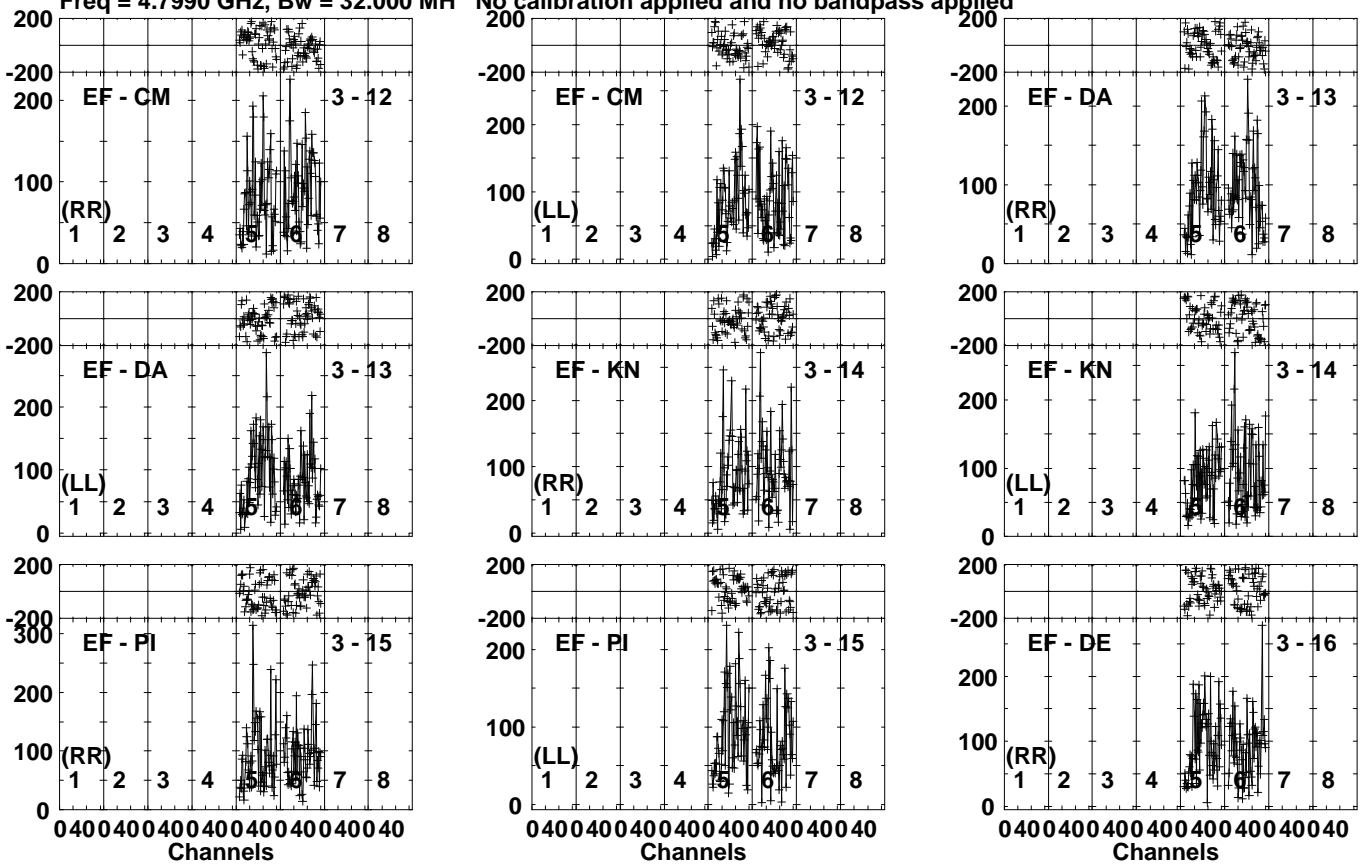 Freq = 4.7990 GHz, Bw = 32.000 MH No calibration applied and no bandpass applied
200 200 200
-200 -200 -200
EF - CM 3 - 12 EF - CM 3 - 12 EF - DA 3 - 13
200 200 200
100 100 100
(RR) (LL) (RR)
1 2 3 4 5 6 7 8 1 2 3 4 5 6 7 8 1 2 3 4 5 6 7 8
0 0 0
200 200 200
-200 -200 -200
EF - DA 3 - 13 EF - KN 3 - 14 EF - KN 3 - 14
200 200 200
100 100 100
(LL) (RR) (LL)
1 2 3 4 5 6 7 8 1 2 3 4 5 6 7 8 1 2 3 4 5 6 7 8
0 0 0
200 200 200
-200 -200 -200
300
EF - PI 3 - 15 EF - PI 3 - 15 EF - DE 3 - 16
200 200 200
100 100 100
(RR) (LL) (RR)
1 2 3 4 5 6 7 8 1 2 3 4 5 6 7 8 1 2 3 4 5 6 7 8
0 0 0
0 40 0 40 0 40 0 40 0 40 0 40 0 40 0 40 0 40 0 40 0 40 0 40 0 40 0 40 0 40 0 40 0 40 0 40 0 40 0 40 0 40 0 40 0 40 0 40
Channels Channels Channels